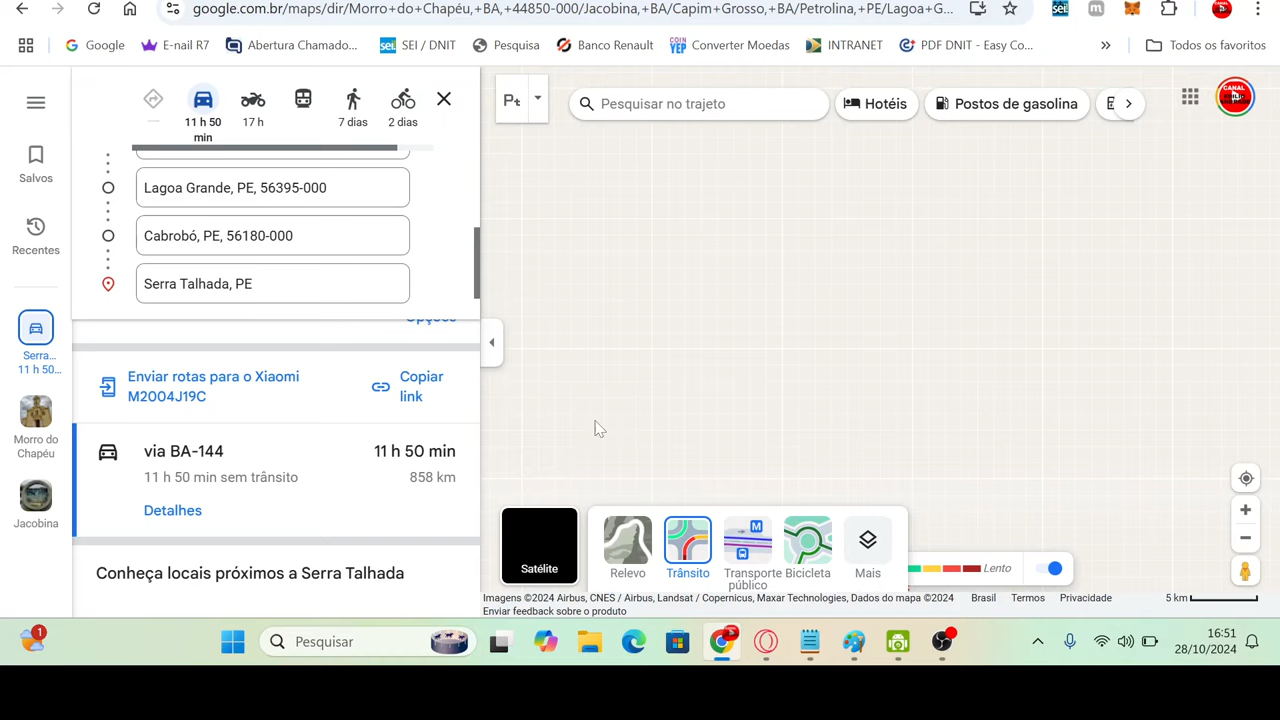 google.com.br/maps/dir/Morro+do+Chapéu,+BA,+44850-000/Jacobina,+BA/Capim+Grosso,+BA/Petrolina,+PE/Lagoa+G...
Google
E-nail R7
Abertura Chamado...
SEI / DNIT
Pesquisa
Banco Renault
COIN YEP
Converter Moedas
INTRANET
PDF DNIT - Easy Co...
»
Todos os favoritos
11 h 50 min
17 h
7 dias
2 dias
Pesquisar no trajeto
Hotéis
Postos de gasolina
Salvos
Recentes
Serra...
11 h 50...
Morro do Chapéu
Jacobina
Lagoa Grande, PE, 56395-000
Cabrobó, PE, 56180-000
Serra Talhada, PE
Opções
Enviar rotas para o Xiaomi
M2004J19C
Copiar
link
via BA-144
11 h 50 min
11 h 50 min sem trânsito
858 km
Detalhes
Conheça locais próximos a Serra Talhada
Satélite
Relevo
Trânsito
Transporte público
Bicicleta
Mais
Lento
Imagens ©2024 Airbus, CNES / Airbus, Landsat / Copernicus, Maxar Technologies, Dados do mapa ©2024
Brasil
Termos
Privacidade
5 km
Enviar feedback sobre o produto
1
Pesquisar
16:51
28/10/2024